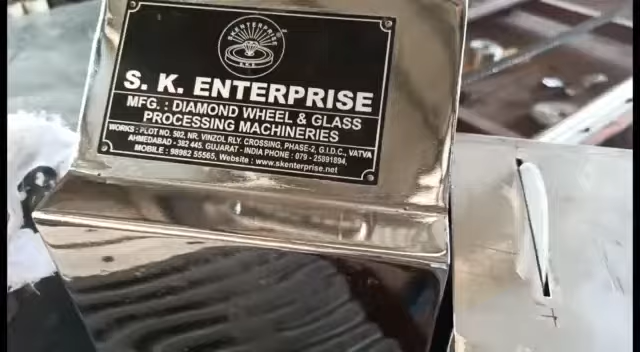 SKENTERPRISE
S.K.E.
S. K. ENTERPRISE
MFG. : DIAMOND WHEEL & GLASS
PROCESSING MACHINERIES
WORKS : PLOT NO. 502, NR. VINZOL RLY. CROSSING, PHASE-2, G.I.D.C., VATVA
AHMEDABAD - 382 445. GUJARAT - INDIA PHONE : 079 - 25891894,
MOBILE : 98982 55565, Website : www.skenterprise.net